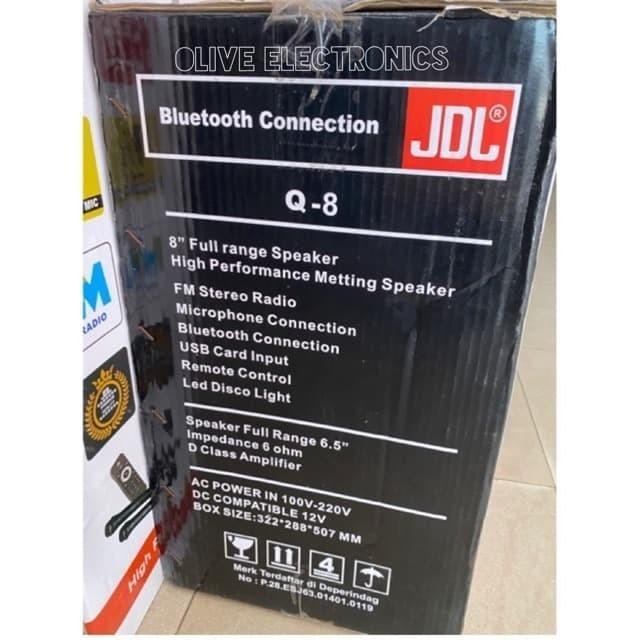 OLIVE ELECTRONICS
Bluetooth Connection
JDL®
Q-8
8” Full range Speaker
High Performance Metting Speaker
FM Stereo Radio
Microphone Connection
Bluetooth Connection
USB Card Input
Remote Control
Led Disco Light
Speaker Full Range 6.5”
Impedance 6 ohm
D Class Amplifier
AC POWER IN 100V-220V
DC COMPATIBLE 12V
BOX SIZE:322*288*507 MM
11
4
Merk Terdaftar di Deperindag
No : P.28.ESJ63.01401.0119
MIC
M
RADIO
High